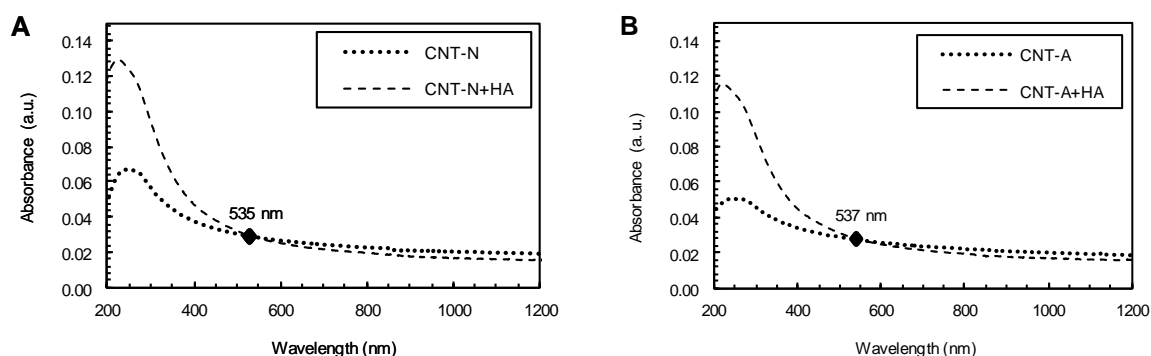 A
Absorbance (a.u.)
0.14
0.12
0.10
0.08
0.06
0.04
0.02
0.00
CNT-N
CNT-N+HA
535 nm
200 400 600 800 1000 1200
Wavelength (nm)
B
Absorbance (a. u.)
0.14
0.12
0.10
0.08
0.06
0.04
0.02
0.00
CNT-A
CNT-A+HA
537 nm
200 400 600 800 1000 1200
Wavelength (nm)